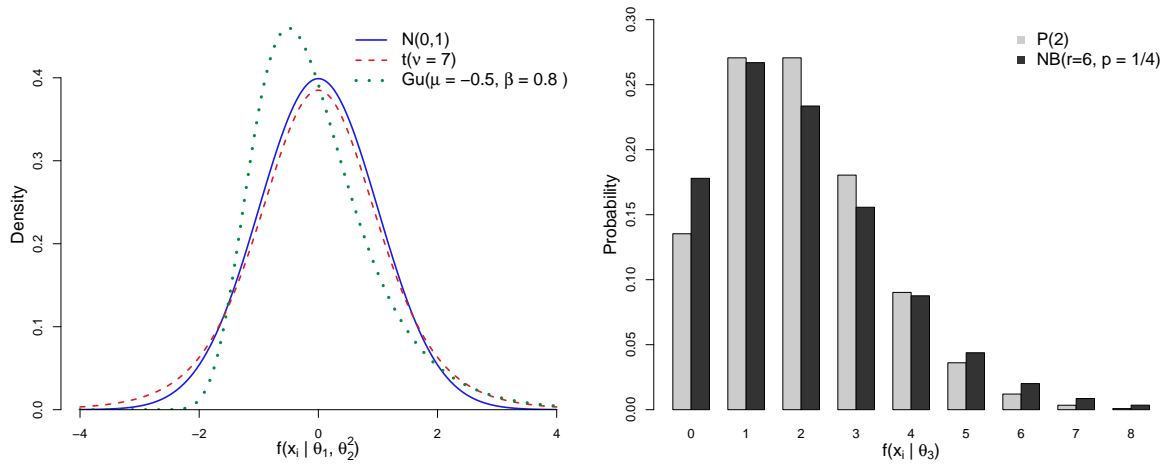 N(0,1)
t(ν = 7)
Gu(μ = −0.5, β = 0.8 )
Density
0.0
0.1
0.2
0.3
0.4
−4
−2
0
2
4
f(xᵢ | θ₁, θ₂²)
P(2)
NB(r=6, p = 1/4)
Probability
0.00
0.05
0.10
0.15
0.20
0.25
0.30
0 1 2 3 4 5 6 7 8
f(xᵢ | θ₃)